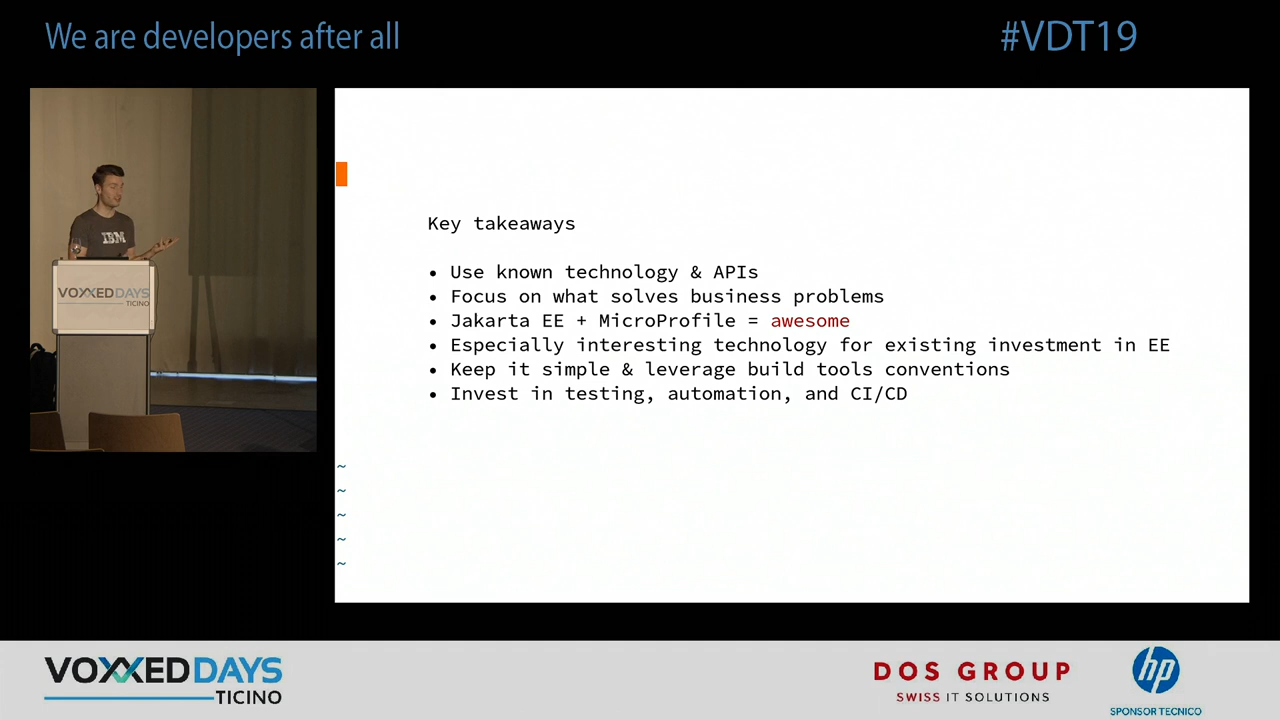 We are developers after all
#VDT19
IBM
VOXXED DAYS
TICINO
Key takeaways
• Use known technology & APIs
• Focus on what solves business problems
• Jakarta EE + MicroProfile = awesome
• Especially interesting technology for existing investment in EE
• Keep it simple & leverage build tools conventions
• Invest in testing, automation, and CI/CD
~
~
~
~
~
VOXXED DAYS
TICINO
DOS GROUP
SWISS IT SOLUTIONS
hp
SPONSOR TECNICO